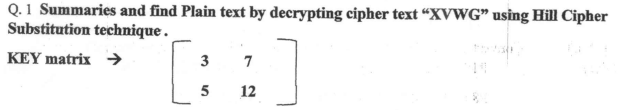 Q. 1 Summaries and find Plain text by decrypting cipher text “XVWG” using Hill Cipher
Substitution technique .
KEY matrix → 3 7
5 12